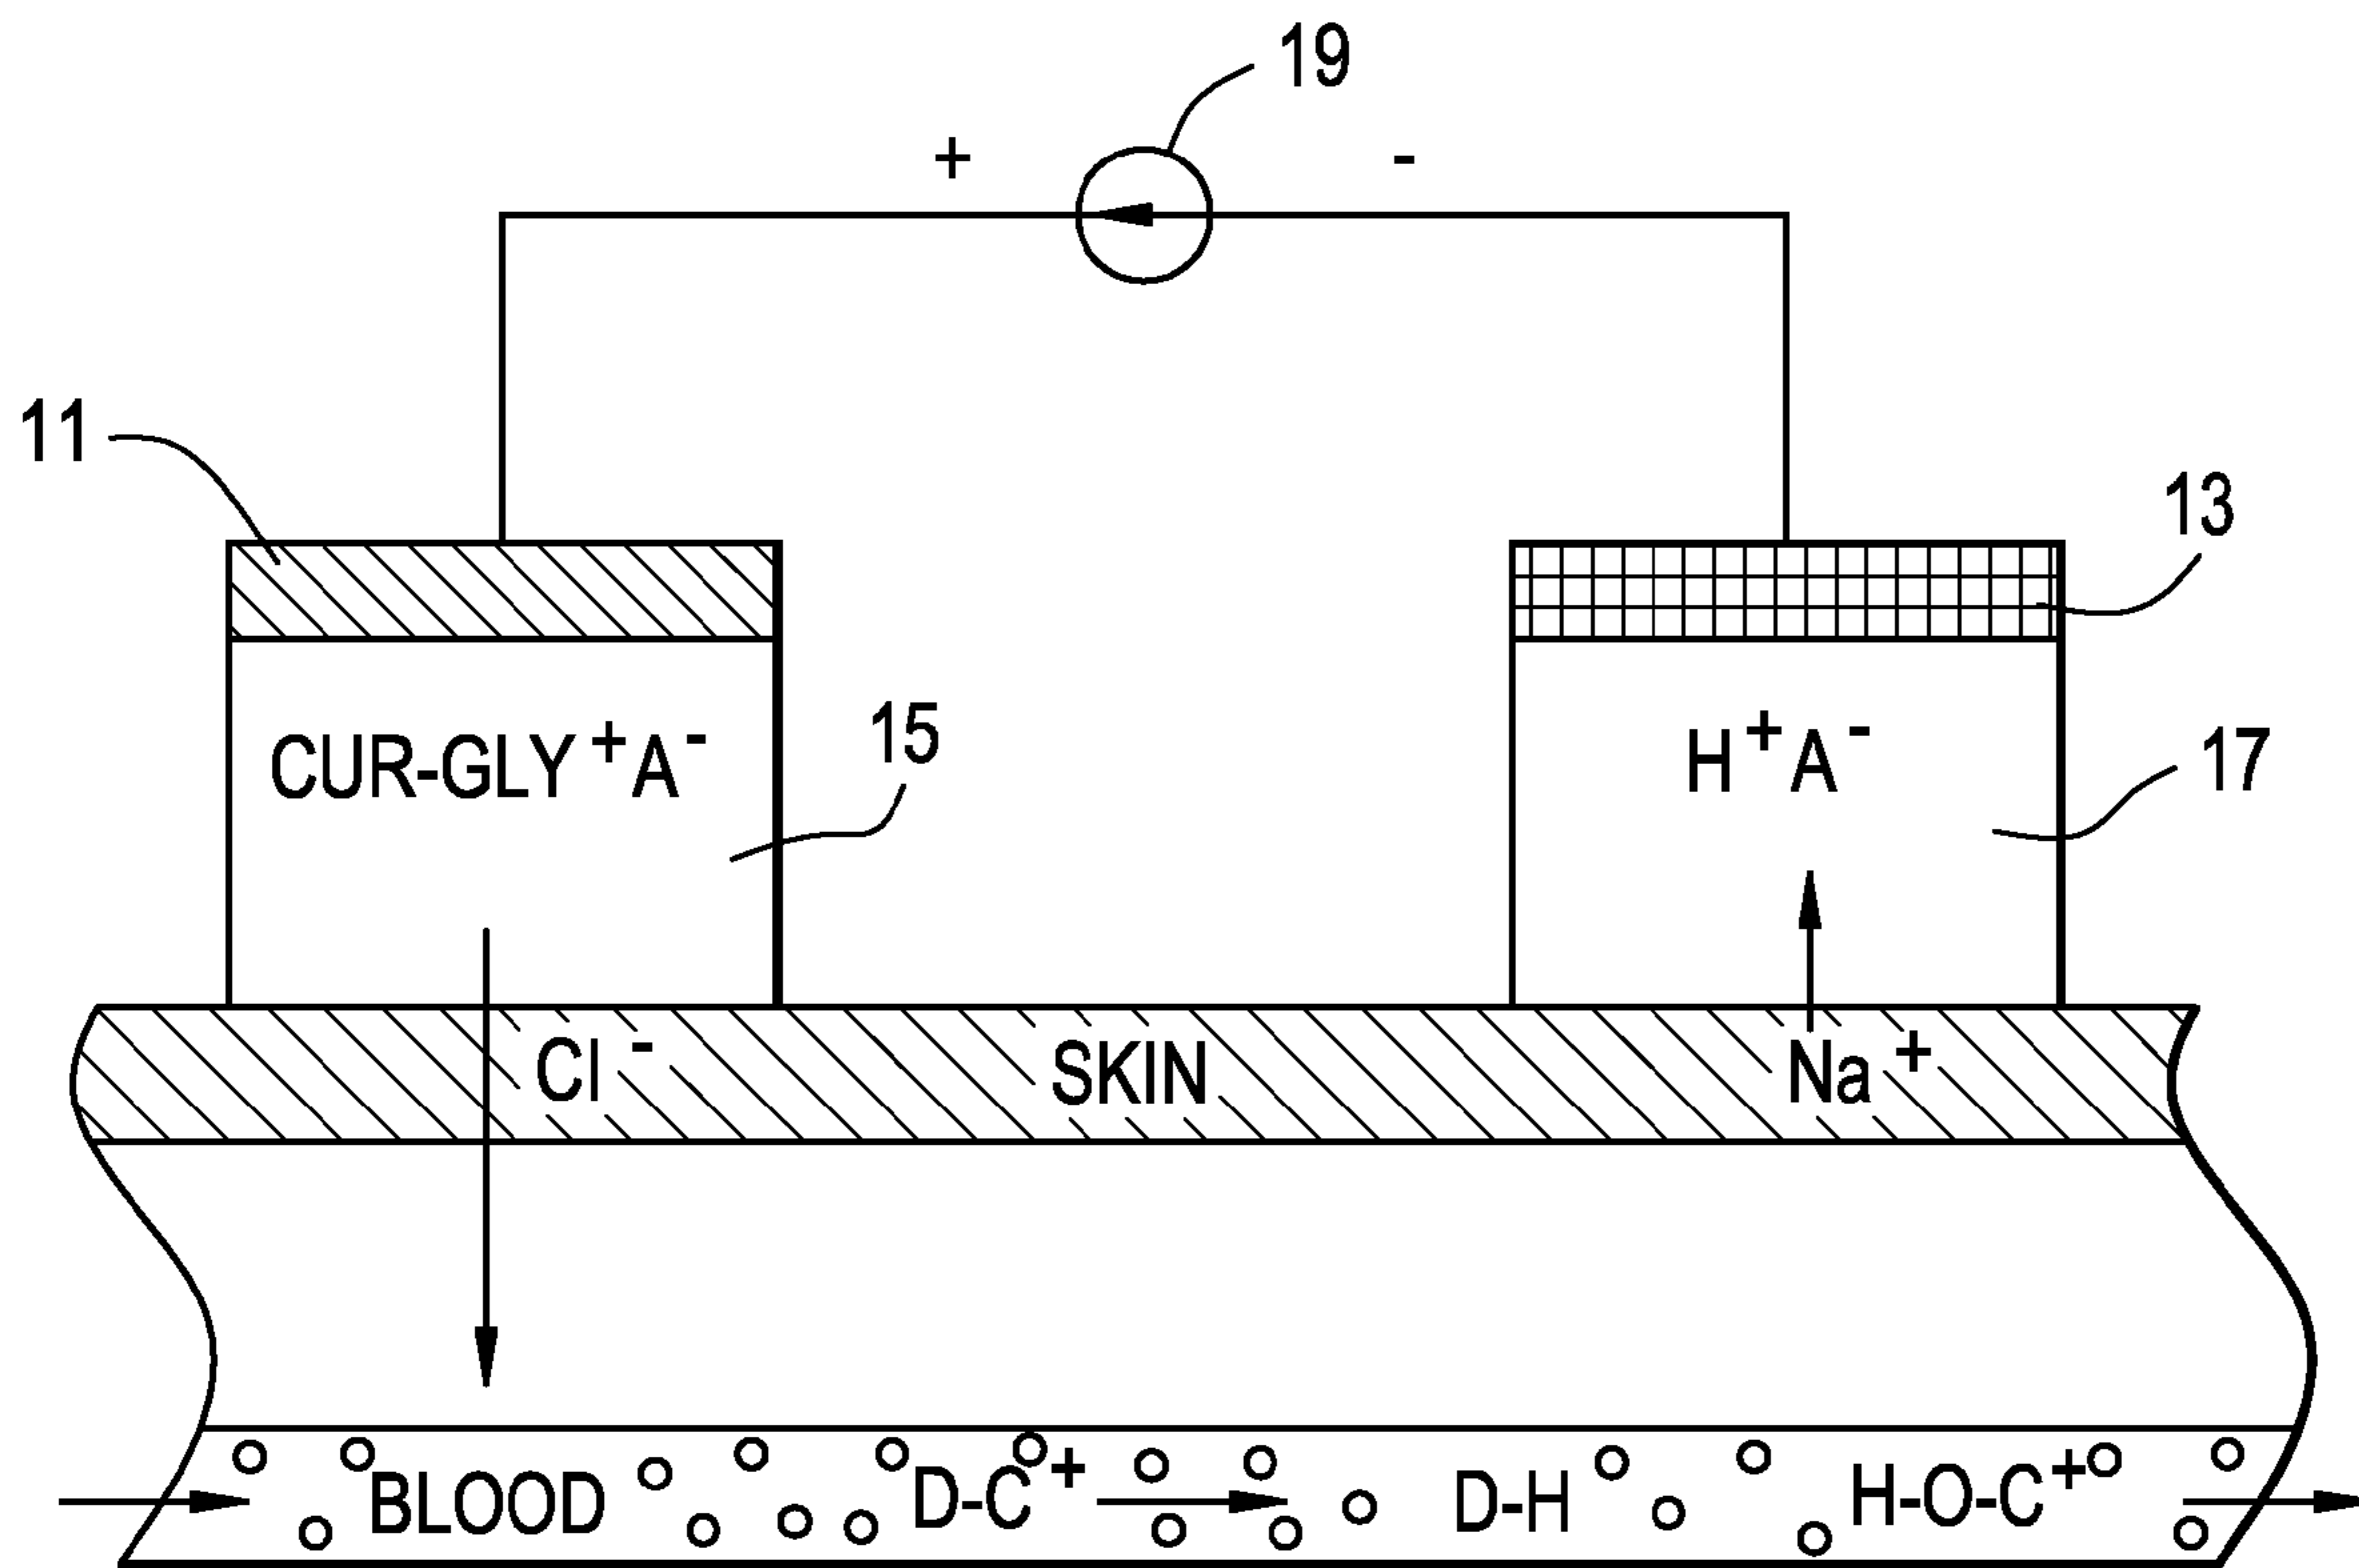 19
+ -
11
13
CUR-GLY⁺A⁻
15
H⁺A⁻
17
Cl⁻ SKIN Na⁺
BLOOD D-C⁺ D-H H-O-C⁺